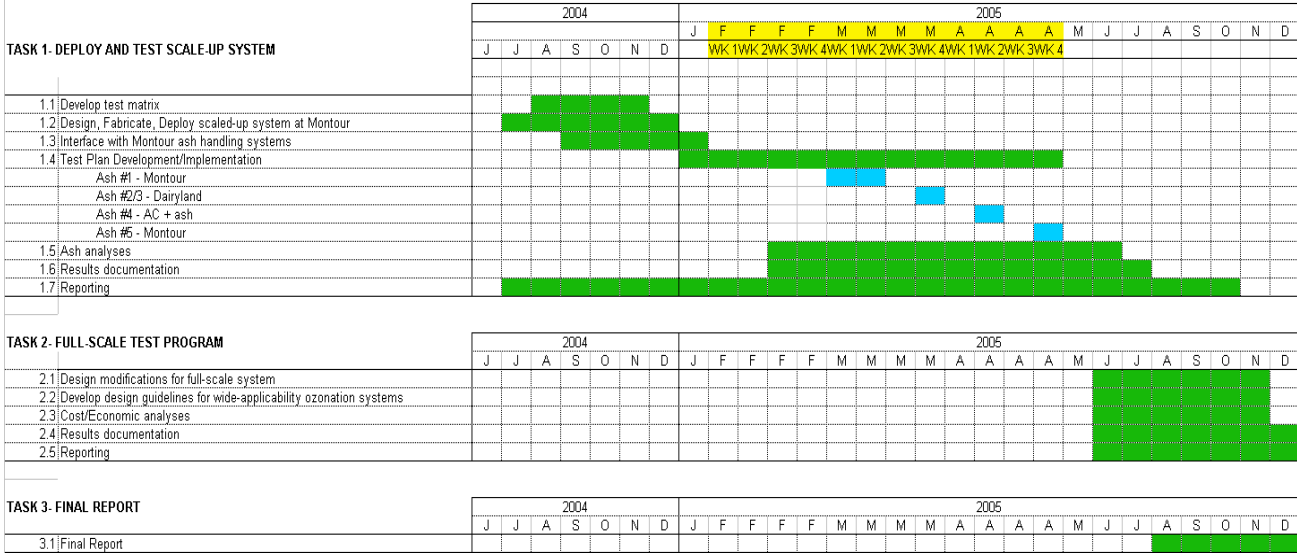 2004 2005
J F F F F M M M M A A A A M J J A S O N D
TASK 1- DEPLOY AND TEST SCALE-UP SYSTEM J J A S O N D WK 1 WK 2 WK 3 WK 4 WK 1 WK 2 WK 3 WK 4 WK 1 WK 2 WK 3 WK 4
1.1 Develop test matrix
1.2 Design, Fabricate, Deploy scaled-up system at Montour
1.3 Interface with Montour ash handling systems
1.4 Test Plan Development/Implementation
Ash #1 - Montour
Ash #2/3 - Dairyland
Ash #4 - AC + ash
Ash #5 - Montour
1.5 Ash analyses
1.6 Results documentation
1.7 Reporting
TASK 2- FULL-SCALE TEST PROGRAM 2004 2005
J J A S O N D J F F F F M M M M A A A A M J J A S O N D
2.1 Design modifications for full-scale system
2.2 Develop design guidelines for wide-applicability ozonation systems
2.3 Cost/Economic analyses
2.4 Results documentation
2.5 Reporting
TASK 3- FINAL REPORT 2004 2005
J J A S O N D J F F F F M M M M A A A A M J J A S O N D
3.1 Final Report